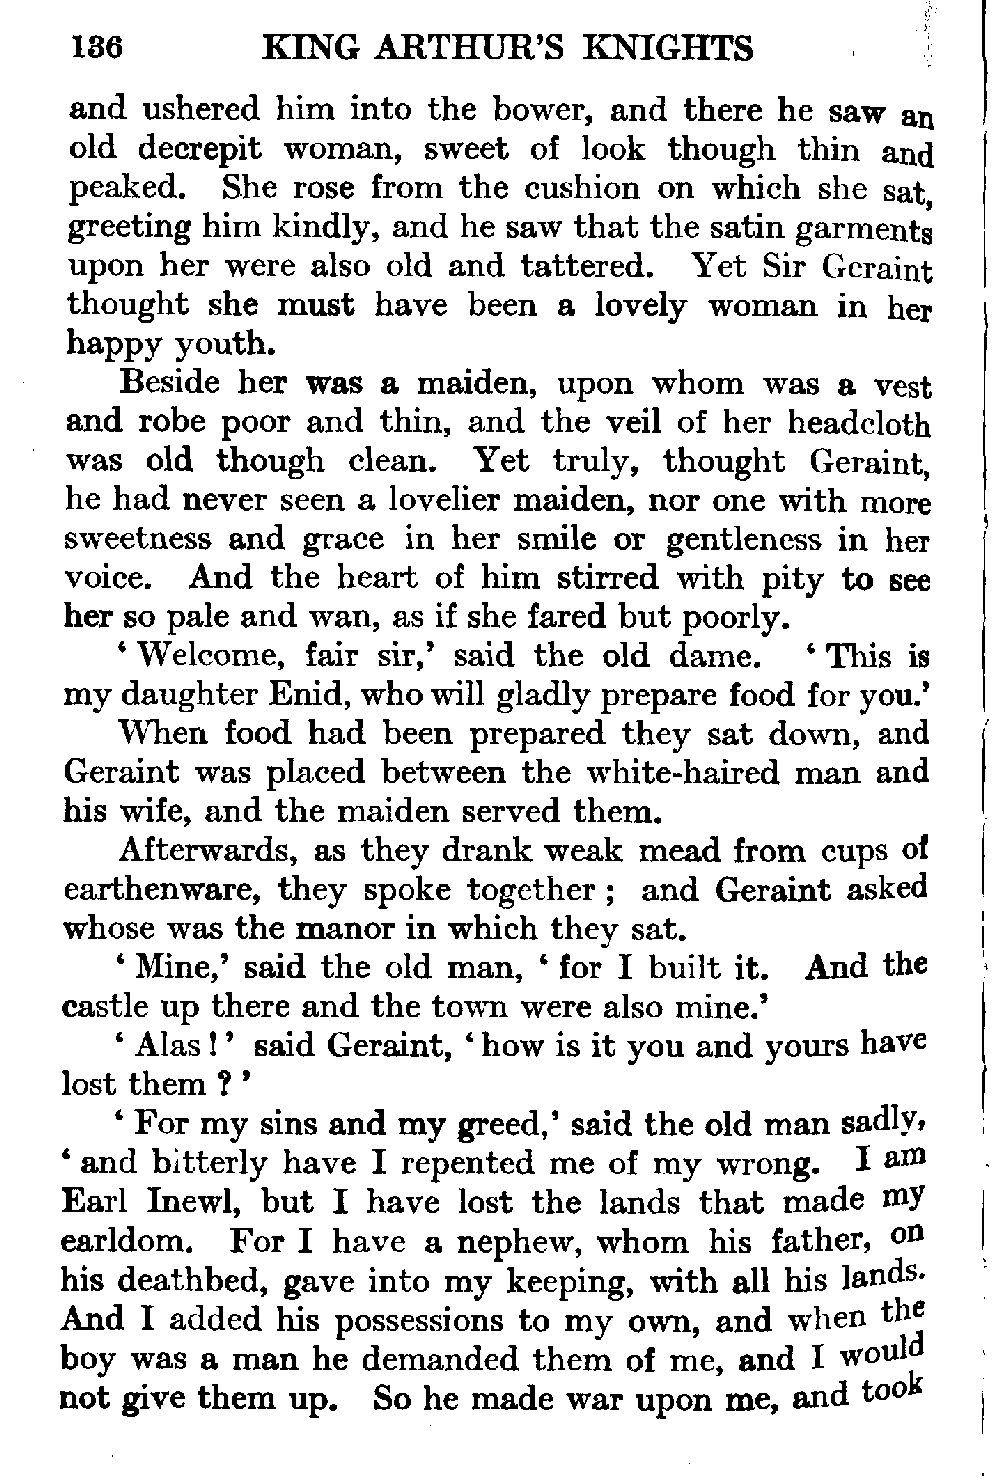 136 KING ARTHUR'S KNIGHTS
and ushered him into the bower, and there he saw an
old decrepit woman, sweet of look though thin and
peaked. She rose from the cushion on which she sat,
greeting him kindly, and he saw that the satin garments
upon her were also old and tattered. Yet Sir Geraint
thought she must have been a lovely woman in her
happy youth.
Beside her was a maiden, upon whom was a vest
and robe poor and thin, and the veil of her headcloth
was old though clean. Yet truly, thought Geraint,
he had never seen a lovelier maiden, nor one with more
sweetness and grace in her smile or gentleness in her
voice. And the heart of him stirred with pity to see
her so pale and wan, as if she fared but poorly.
‘ Welcome, fair sir,’ said the old dame. ‘ This is
my daughter Enid, who will gladly prepare food for you.’
When food had been prepared they sat down, and
Geraint was placed between the white-haired man and
his wife, and the maiden served them.
Afterwards, as they drank weak mead from cups of
earthenware, they spoke together ; and Geraint asked
whose was the manor in which they sat.
‘ Mine,’ said the old man, ‘ for I built it. And the
castle up there and the town were also mine.’
‘ Alas ! ’ said Geraint, ‘ how is it you and yours have
lost them ? ’
‘ For my sins and my greed,’ said the old man sadly,
‘ and bitterly have I repented me of my wrong. I am
Earl Inewl, but I have lost the lands that made my
earldom. For I have a nephew, whom his father, on
his deathbed, gave into my keeping, with all his lands.
And I added his possessions to my own, and when the
boy was a man he demanded them of me, and I would
not give them up. So he made war upon me, and took